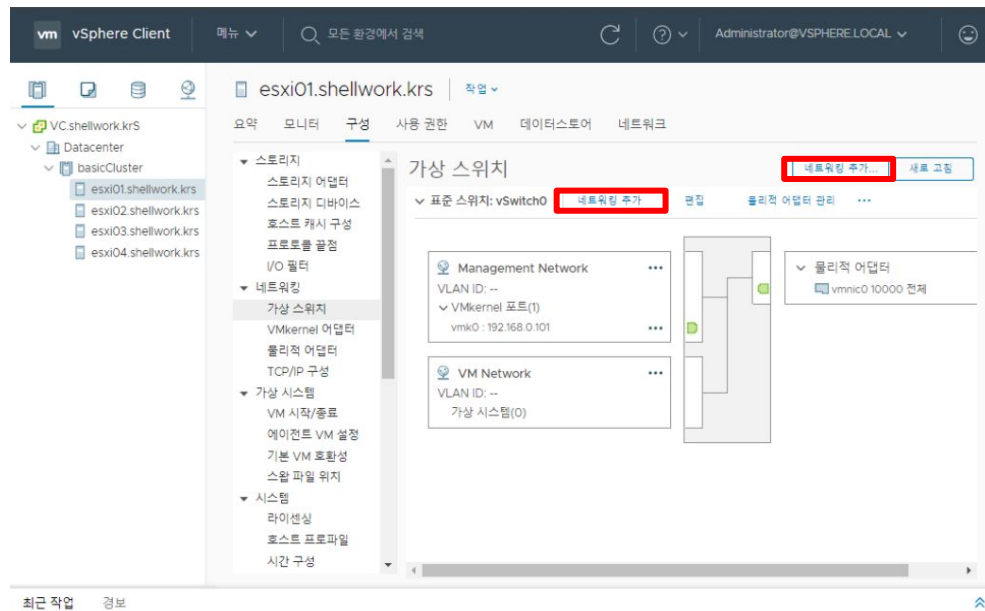 vm vSphere Client 메뉴 모든 환경에서 검색 Administrator@VSPHERE.LOCAL
esxi01.shellwork.krs 작업
요약 모니터 구성 사용 권한 VM 데이터스토어 네트워크
VC.shellwork.krS
Datacenter
basicCluster
esxi01.shellwork.krs
esxi02.shellwork.krs
esxi03.shellwork.krs
esxi04.shellwork.krs
스토리지
스토리지 어댑터
스토리지 디바이스
호스트 캐시 구성
프로토콜 끝점
I/O 필터
네트워킹
가상 스위치
VMkernel 어댑터
물리적 어댑터
TCP/IP 구성
가상 시스템
VM 시작/종료
에이전트 VM 설정
기본 VM 호환성
스왑 파일 위치
시스템
라이센싱
호스트 프로파일
시간 구성
가상 스위치
네트워킹 추가... 새로 고침
표준 스위치: vSwitch0 네트워킹 추가 편집 물리적 어댑터 관리 ...
Management Network ...
VLAN ID: --
VMkernel 포트(1)
vmk0 : 192.168.0.101 ...
VM Network ...
VLAN ID: --
가상 시스템(0)
물리적 어댑터
vmnic0 10000 전체
최근 작업 경보